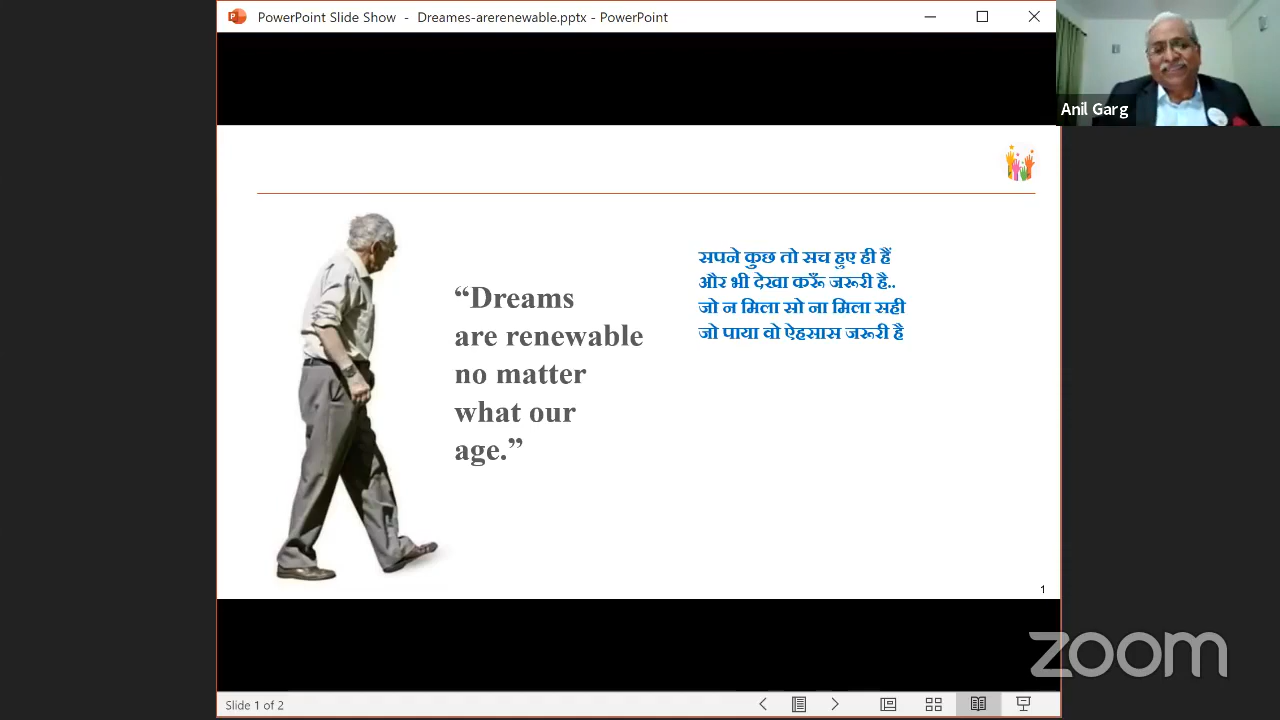 PowerPoint Slide Show - Dreames-arerenewable.pptx - PowerPoint
Anil Garg
“Dreams
are renewable
no matter
what our
age.”
सपने कुछ तो सच हुए ही हैं
और भी देखा करूँ जरूरी है..
जो न मिला सो ना मिला सही
जो पाया वो ऐहसास जरूरी है
1
zoom
Slide 1 of 2